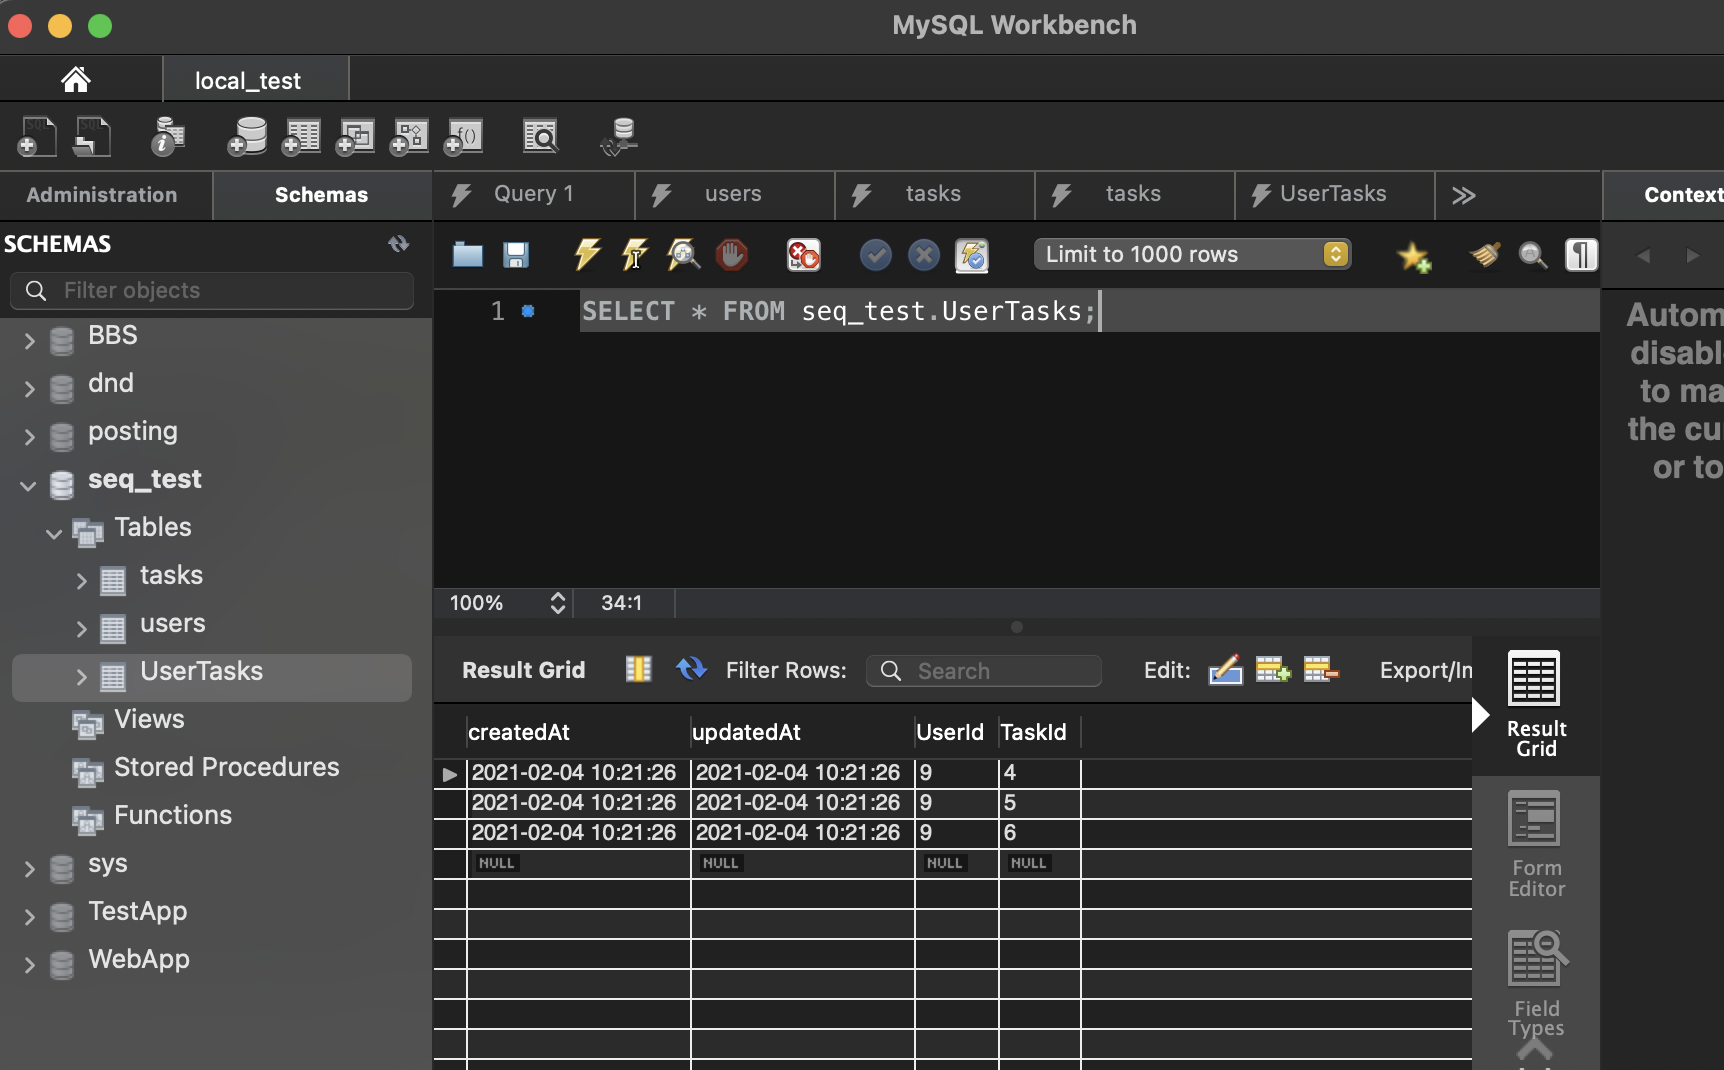 MySQL Workbench
local_test
Administration
Schemas
Query 1
users
tasks
tasks
UserTasks
Context
SCHEMAS
Filter objects
BBS
dnd
posting
seq_test
Tables
tasks
users
UserTasks
Views
Stored Procedures
Functions
sys
TestApp
WebApp
Limit to 1000 rows
1
SELECT * FROM seq_test.UserTasks;
Autom
disabl
to ma
the cu
or to
100%
34:1
Result Grid
Filter Rows:
Search
Edit:
Export/In
createdAt updatedAt UserId TaskId
2021-02-04 10:21:26 2021-02-04 10:21:26 9 4
2021-02-04 10:21:26 2021-02-04 10:21:26 9 5
2021-02-04 10:21:26 2021-02-04 10:21:26 9 6
NULL NULL NULL NULL
Result
Grid
Form
Editor
Field
Types